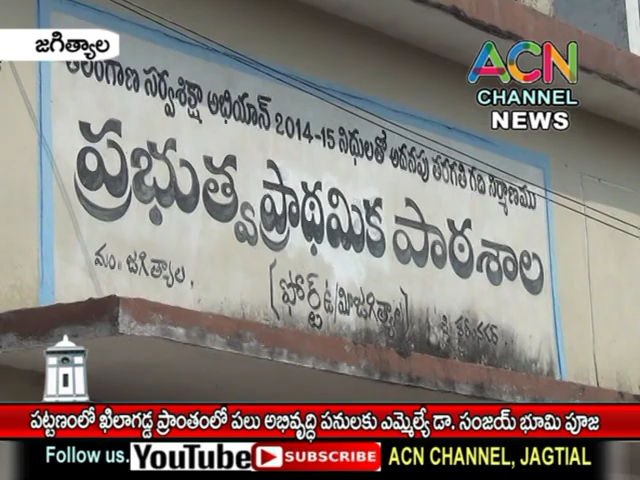 జగిత్యాల
ACN
CHANNEL
NEWS
తెలంగాణ సర్వశిక్షా అభియాన్ 2014-15 నిధులతో అదనపు తరగతి గది నిర్మాణము
ప్రభుత్వ ప్రాథమిక పాఠశాల
మం॥ జగిత్యాల,
(ఫోర్ట్ ఉ/మీజగిత్యాల)
పట్టణంలో ఖిలాగడ్డ ప్రాంతంలో పలు అభివృద్ధి పనులకు ఎమ్మెల్యే డా. సంజయ్ భూమి పూజ
Follow us. YouTube SUBSCRIBE ACN CHANNEL, JAGTIAL